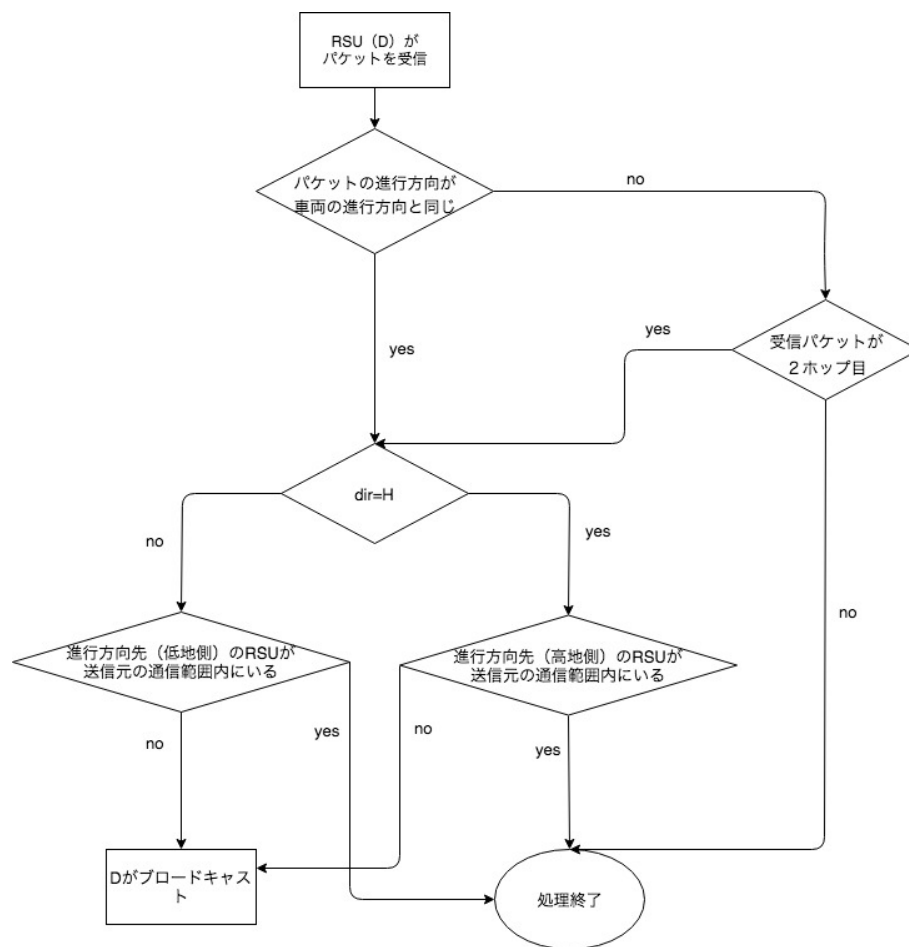 RSU（D）が
パケットを受信
パケットの進行方向が
車両の進行方向と同じ
no
yes
yes
受信パケットが
２ホップ目
dir=H
no
yes
no
進行方向先（低地側）のRSUが
送信元の通信範囲内にいる
進行方向先（高地側）のRSUが
送信元の通信範囲内にいる
no
yes
no
yes
Dがブロードキャス
ト
処理終了